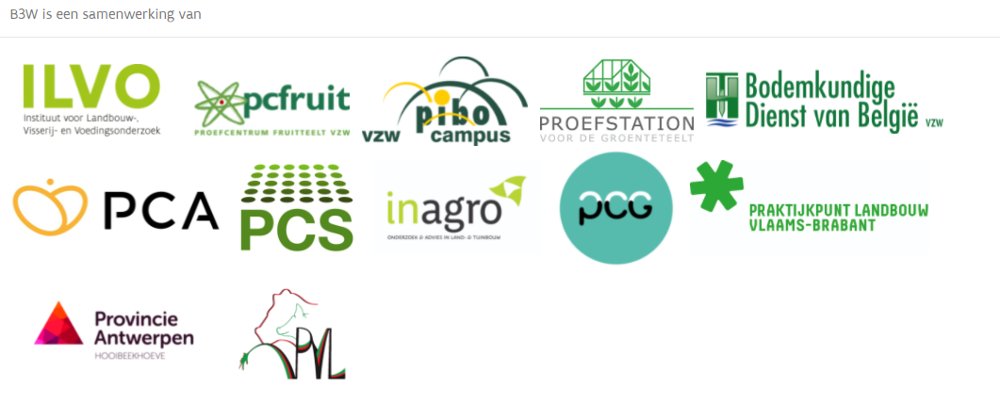 B3W is een samenwerking van
ILVO
Instituut voor Landbouw-,
Visserij- en Voedingsonderzoek
pcfruit
PROEFCENTRUM FRUITTEELT VZW
pibo
vzw campus
PROEFSTATION
VOOR DE GROENTETEELT
Bodemkundige
Dienst van België vzw
PCA
PCS
inagro
ONDERZOEK & ADVIES IN LAND- & TUINBOUW
PCG
PRAKTIJKPUNT LANDBOUW
VLAAMS-BRABANT
Provincie
Antwerpen
HOOIBEEKHOEVE
PVL